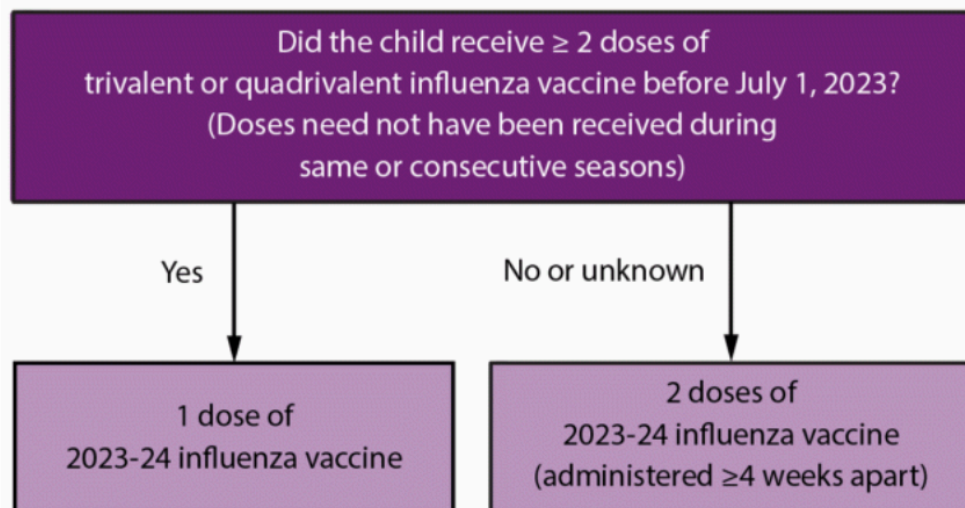 Did the child receive ≥ 2 doses of
trivalent or quadrivalent influenza vaccine before July 1, 2023?
(Doses need not have been received during
same or consecutive seasons)
Yes
No or unknown
1 dose of
2023-24 influenza vaccine
2 doses of
2023-24 influenza vaccine
(administered ≥4 weeks apart)